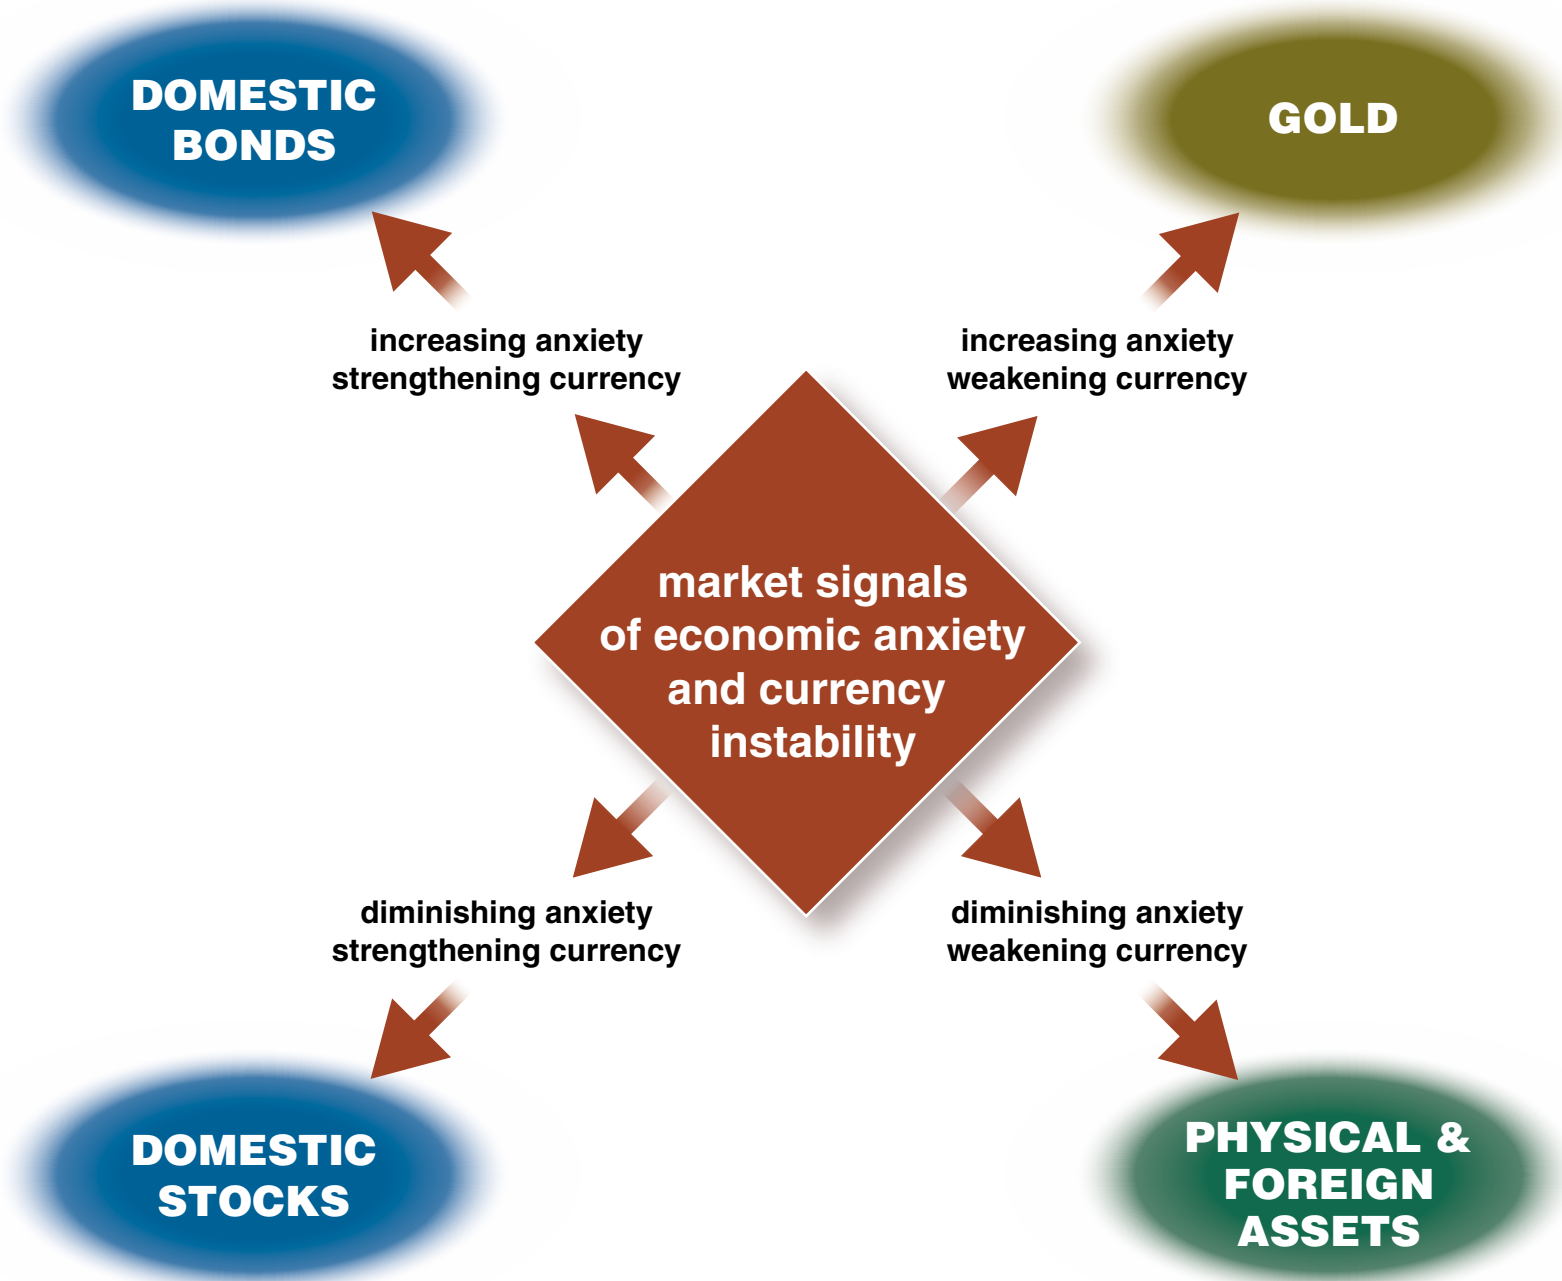 DOMESTIC
BONDS
GOLD
increasing anxiety
strengthening currency
increasing anxiety
weakening currency
market signals
of economic anxiety
and currency
instability
diminishing anxiety
strengthening currency
diminishing anxiety
weakening currency
DOMESTIC
STOCKS
PHYSICAL &
FOREIGN
ASSETS